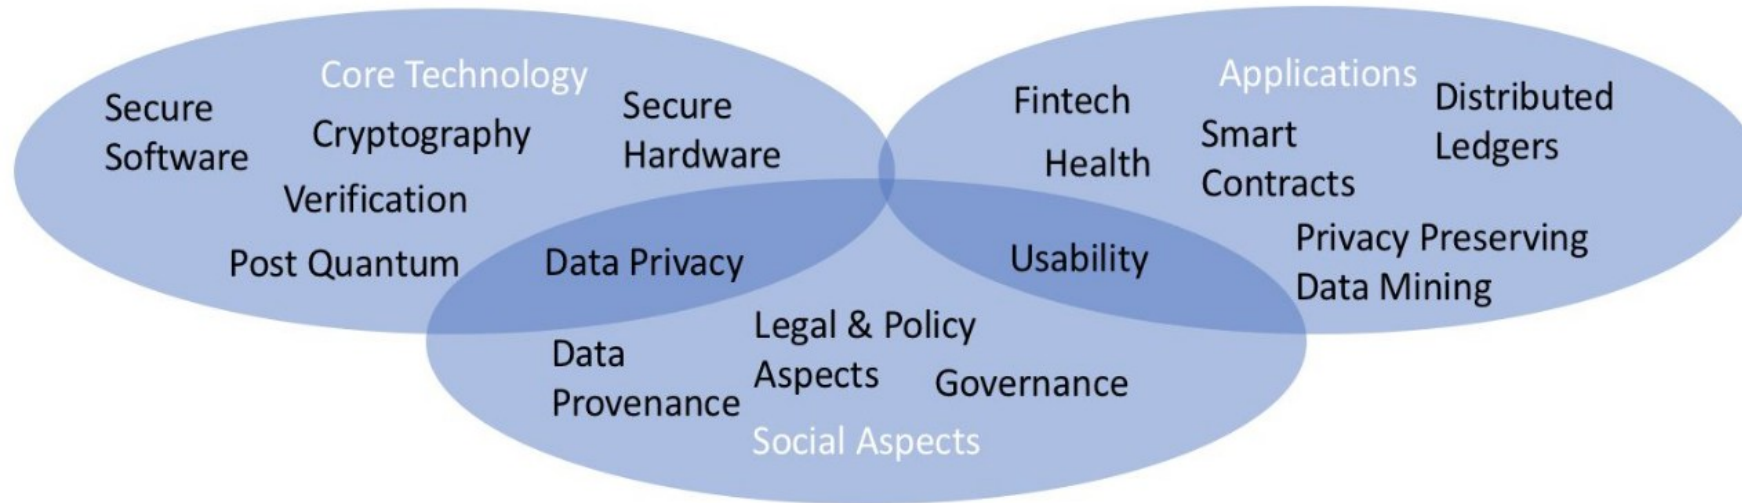 Core Technology
Secure
Software
Cryptography
Secure
Hardware
Verification
Post Quantum
Data Privacy
Applications
Fintech
Health
Smart
Contracts
Distributed
Ledgers
Privacy Preserving
Data Mining
Usability
Data
Provenance
Legal & Policy
Aspects
Governance
Social Aspects